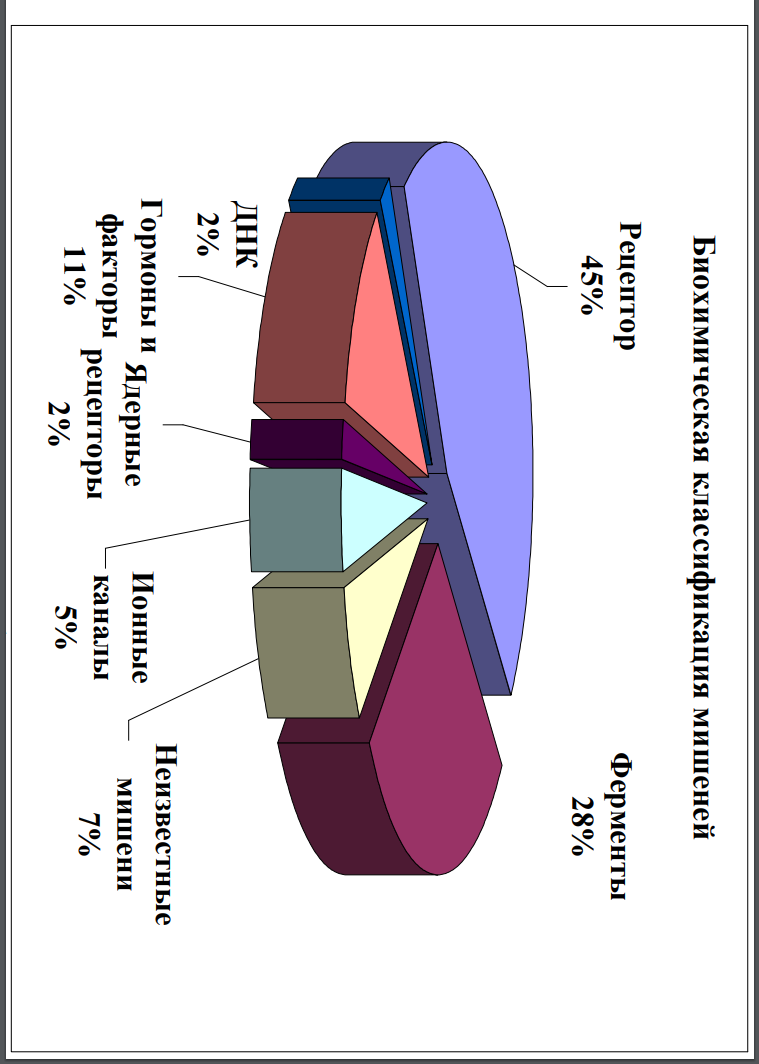 Биохимическая классификация мишеней
Рецептор
45%
Ферменты
28%
ДНК
2%
Гормоны и
факторы
11%
Ядерные
рецепторы
2%
Ионные
каналы
5%
Неизвестные
мишени
7%